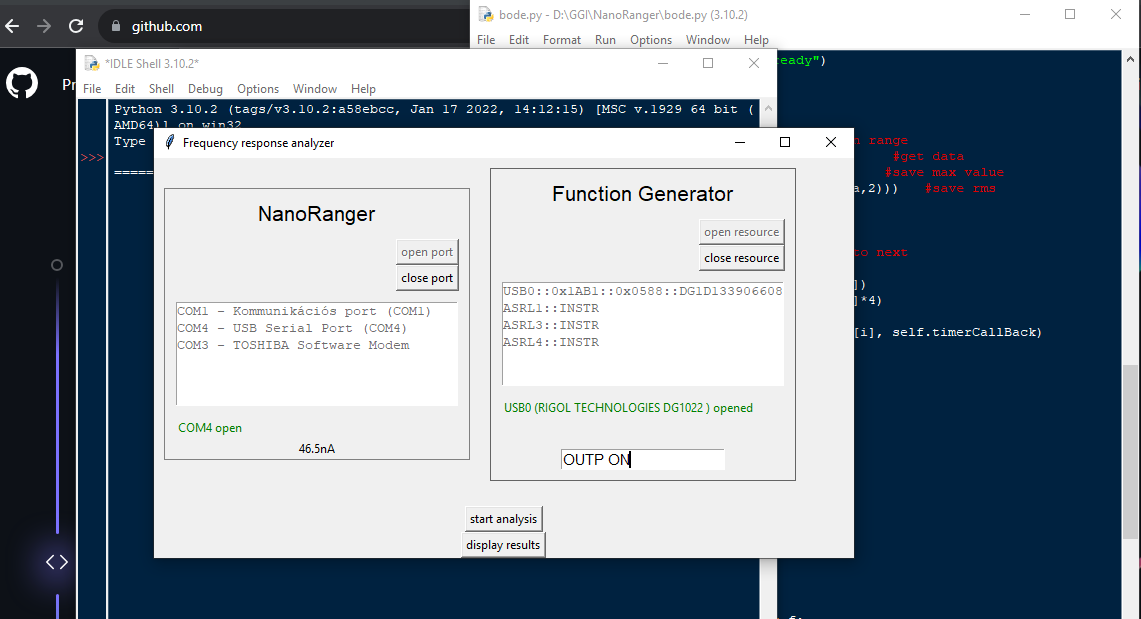 github.com
bode.py - D:\GGI\NanoRanger\bode.py (3.10.2)
File Edit Format Run Options Window Help
eady")
*IDLE Shell 3.10.2*
File Edit Shell Debug Options Window Help
Python 3.10.2 (tags/v3.10.2:a58ebcc, Jan 17 2022, 14:12:15) [MSC v.1929 64 bit (
AMD64)] on win32
Type
>>>
=====
Frequency response analyzer
NanoRanger
open port
close port
COM1 - Kommunikációs port (COM1)
COM4 - USB Serial Port (COM4)
COM3 - TOSHIBA Software Modem
COM4 open
46.5nA
Function Generator
open resource
close resource
USB0::0x1AB1::0x0588::DG1D133906608
ASRL1::INSTR
ASRL3::INSTR
ASRL4::INSTR
USB0 (RIGOL TECHNOLOGIES DG1022 ) opened
OUTP ON
start analysis
display results
range
#get data
#save max value
a,2))) #save rms
to next
])
]*4)
[i], self.timerCallBack)